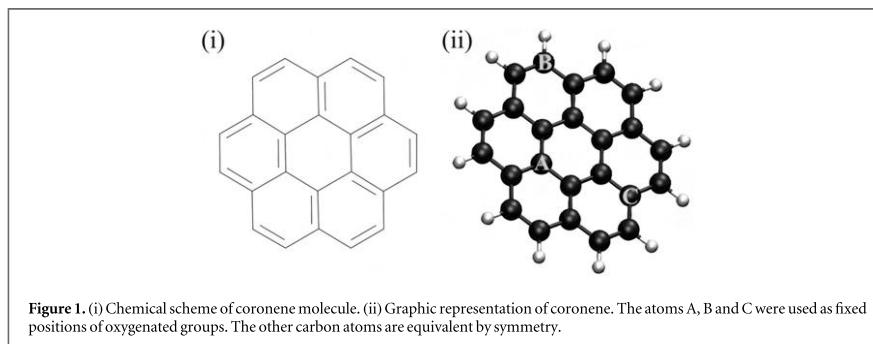 (i)
(ii)
B
A
C
Figure 1. (i) Chemical scheme of coronene molecule. (ii) Graphic representation of coronene. The atoms A, B and C were used as fixed
positions of oxygenated groups. The other carbon atoms are equivalent by symmetry.